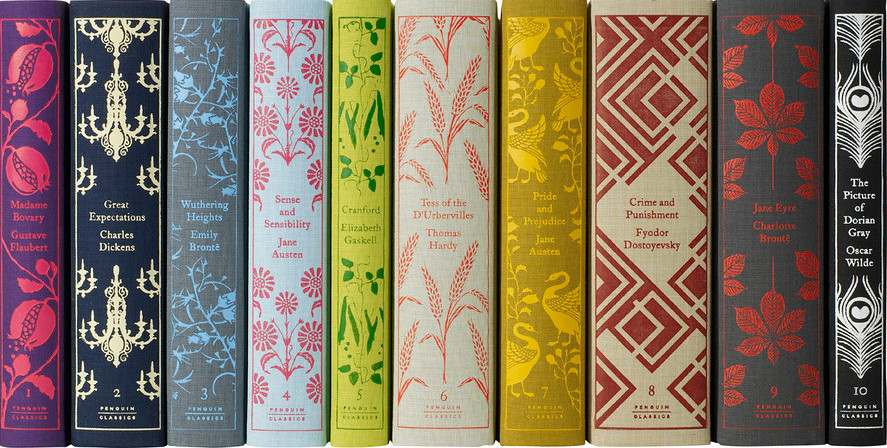 Madame
Bovary
Gustave
Flaubert
1
PENGUIN
CLASSICS
Great
Expectations
Charles
Dickens
2
PENGUIN
CLASSICS
Wuthering
Heights
Emily
Brontë
3
PENGUIN
CLASSICS
Sense
and
Sensibility
Jane
Austen
4
PENGUIN
CLASSICS
Cranford
Elizabeth
Gaskell
5
PENGUIN
CLASSICS
Tess of the
D'Urbervilles
Thomas
Hardy
6
PENGUIN
CLASSICS
Pride
and
Prejudice
Jane
Austen
7
PENGUIN
CLASSICS
Crime and
Punishment
Fyodor
Dostoyevsky
8
PENGUIN
CLASSICS
Jane Eyre
Charlotte
Brontë
9
PENGUIN
CLASSICS
The
Picture
of
Dorian
Gray
Oscar
Wilde
10
PENGUIN
CLASSICS